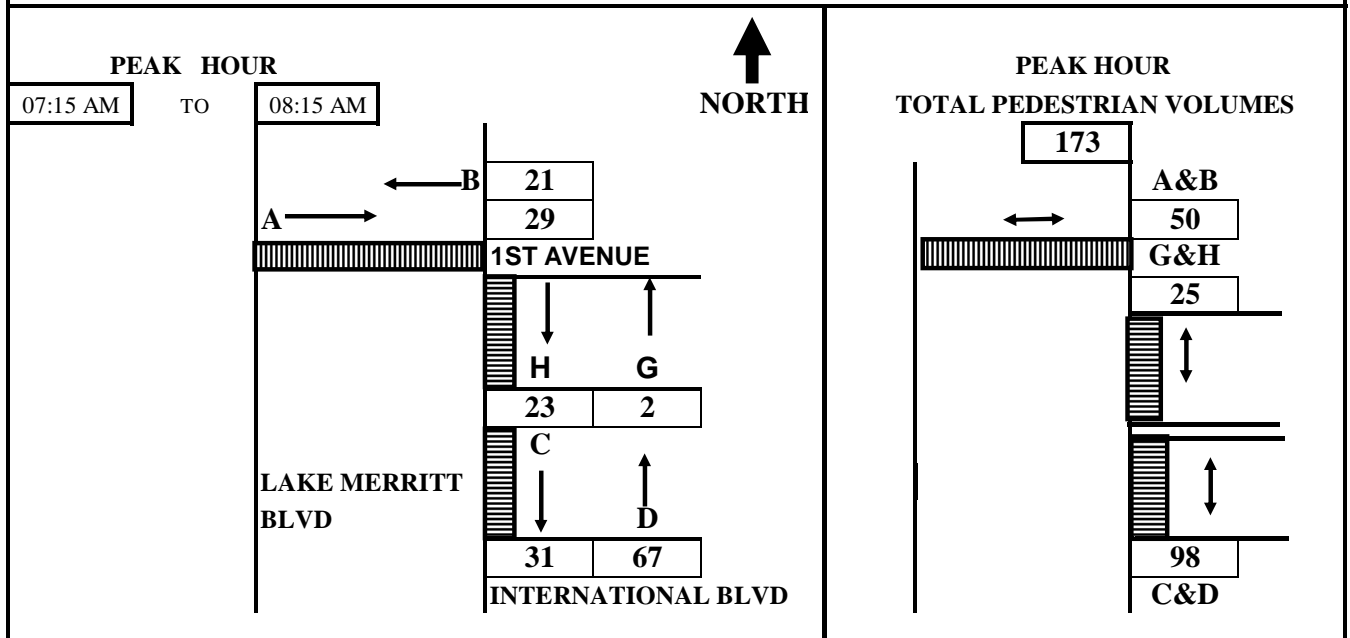 PEAK HOUR
07:15 AM TO 08:15 AM
NORTH
B 21
A 29
1ST AVENUE
H G
23 2
C
LAKE MERRITT
BLVD
D
31 67
INTERNATIONAL BLVD
PEAK HOUR
TOTAL PEDESTRIAN VOLUMES
173
A&B
50
G&H
25
98
C&D